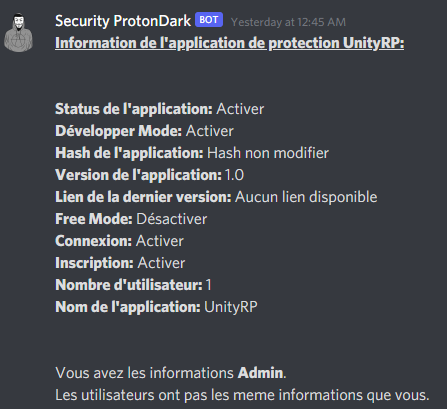 Security ProtonDark BOT Yesterday at 12:45 AM
Information de l'application de protection UnityRP:
Status de l'application: Activer
Développer Mode: Activer
Hash de l'application: Hash non modifier
Version de l'application: 1.0
Lien de la dernier version: Aucun lien disponible
Free Mode: Désactiver
Connexion: Activer
Inscription: Activer
Nombre d'utilisateur: 1
Nom de l'application: UnityRP
Vous avez les informations Admin.
Les utilisateurs ont pas les meme informations que vous.